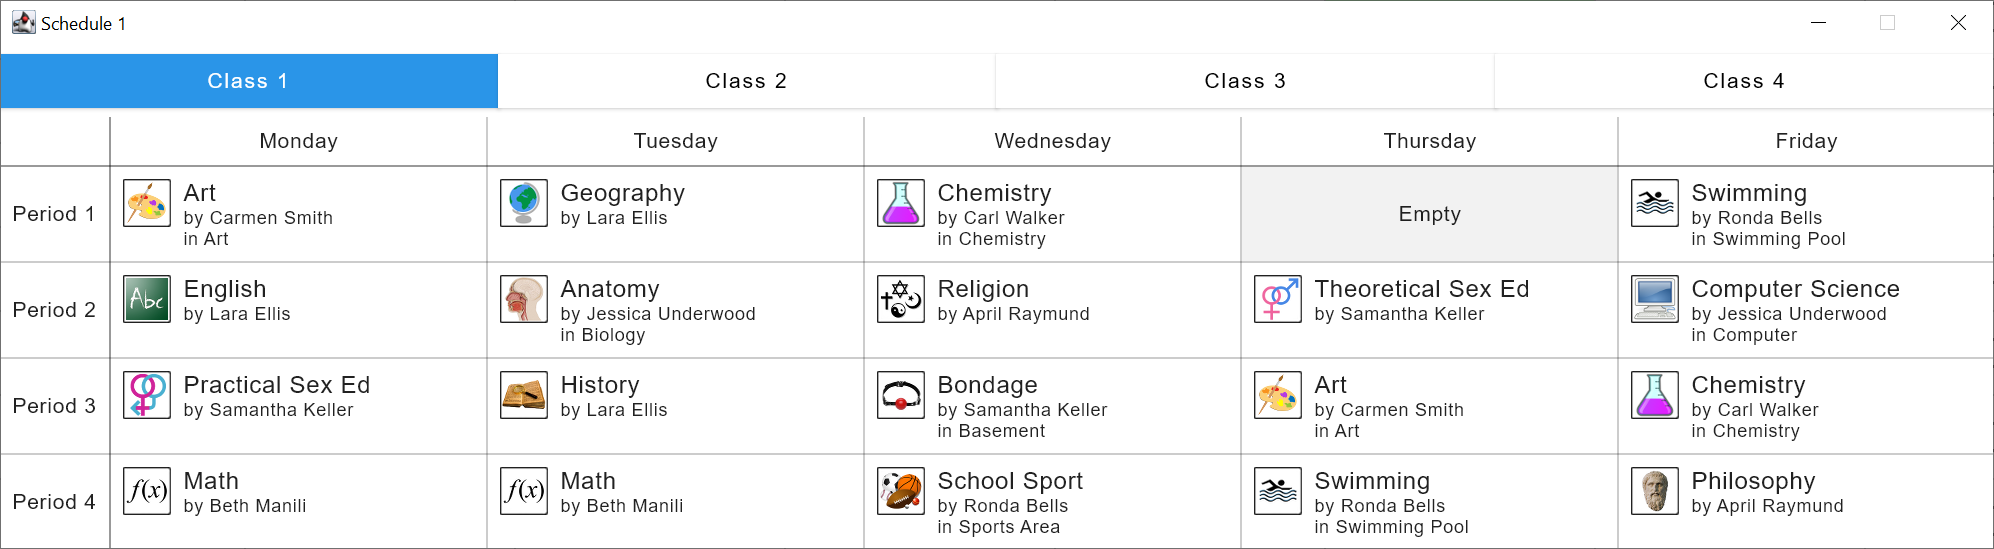 Schedule 1
Class 1 Class 2 Class 3 Class 4
Monday Tuesday Wednesday Thursday Friday
Period 1
Art
by Carmen Smith
in Art
Geography
by Lara Ellis
Chemistry
by Carl Walker
in Chemistry
Empty
Swimming
by Ronda Bells
in Swimming Pool
Period 2
Abc
English
by Lara Ellis
Anatomy
by Jessica Underwood
in Biology
Religion
by April Raymund
Theoretical Sex Ed
by Samantha Keller
Computer Science
by Jessica Underwood
in Computer
Period 3
Practical Sex Ed
by Samantha Keller
History
by Lara Ellis
Bondage
by Samantha Keller
in Basement
Art
by Carmen Smith
in Art
Chemistry
by Carl Walker
in Chemistry
Period 4
f(x)
Math
by Beth Manili
f(x)
Math
by Beth Manili
School Sport
by Ronda Bells
in Sports Area
Swimming
by Ronda Bells
in Swimming Pool
Philosophy
by April Raymund